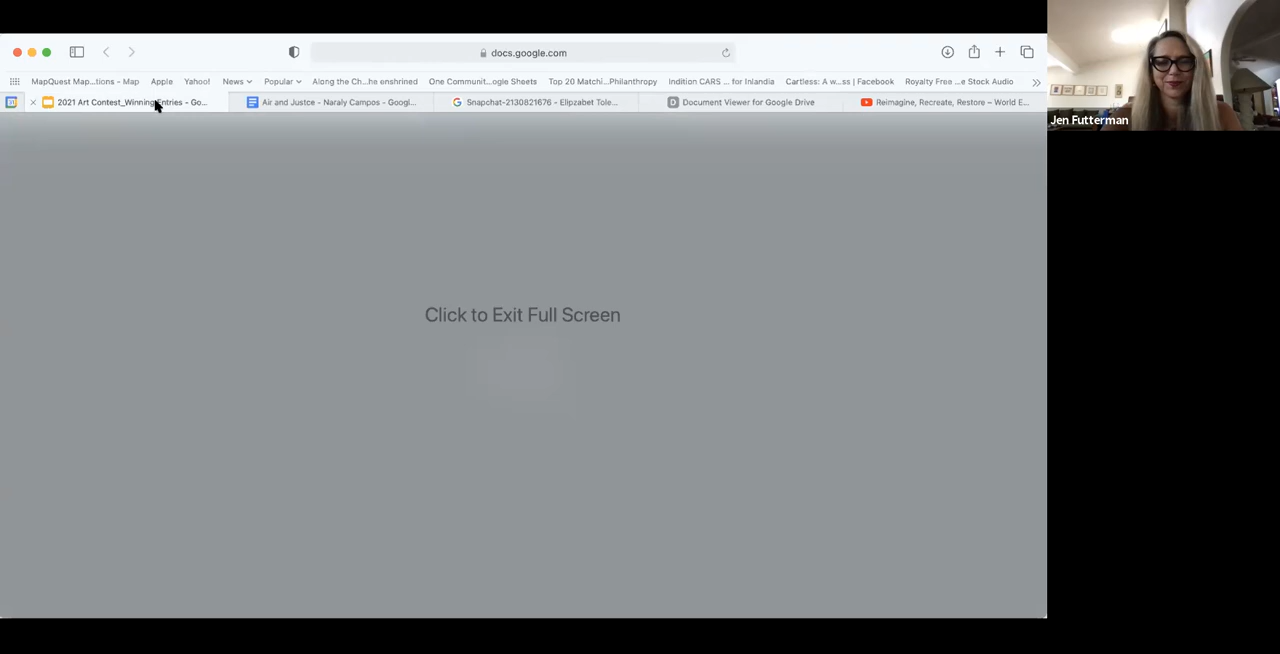 docs.google.com
MapQuest Map...tions - Map Apple Yahoo! News Popular Along the Ch...he enshrined One Communit...ogle Sheets Top 20 Matchi...Philanthropy Indition CARS ... for Inlandia Cartless: A w...ss | Facebook Royalty Free ...e Stock Audio
2021 Art Contest_Winning Entries - Go... Air and Justce - Naraly Campos - Googl... Snapchat-2130821676 - Elipzabet Tole... Document Viewer for Google Drive Reimagine, Recreate, Restore – World E...
Jen Futterman
Click to Exit Full Screen